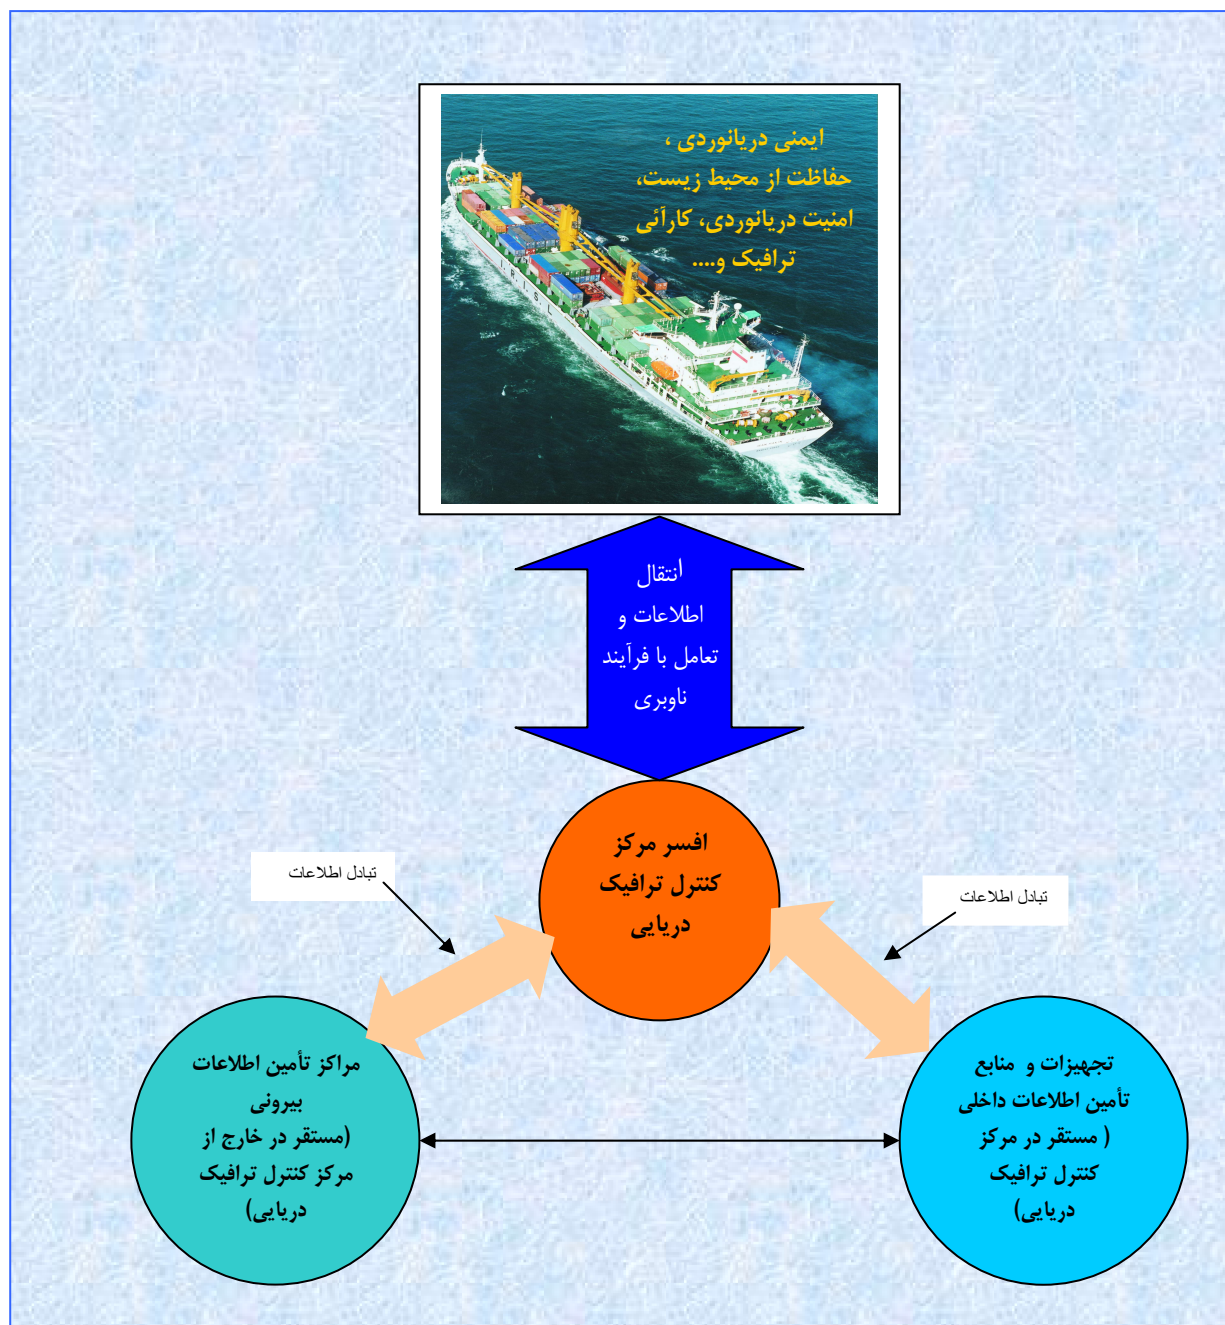 ایمنی دریانوردی ،
حفاظت از محیط زیست،
امنیت دریانوردی، کارآئی
ترافیک و....
I . R . I . S . L
انتقال
اطلاعات و
تعامل با فرآیند
ناوبری
افسر مرکز
کنترل ترافیک
دریایی
تبادل اطلاعات
تبادل اطلاعات
تجهیزات و منابع
تأمین اطلاعات داخلی
( مستقر در مرکز
کنترل ترافیک
دریایی)
مراکز تأمین اطلاعات
بیرونی
(مستقر در خارج از
مرکز کنترل ترافیک
دریایی)